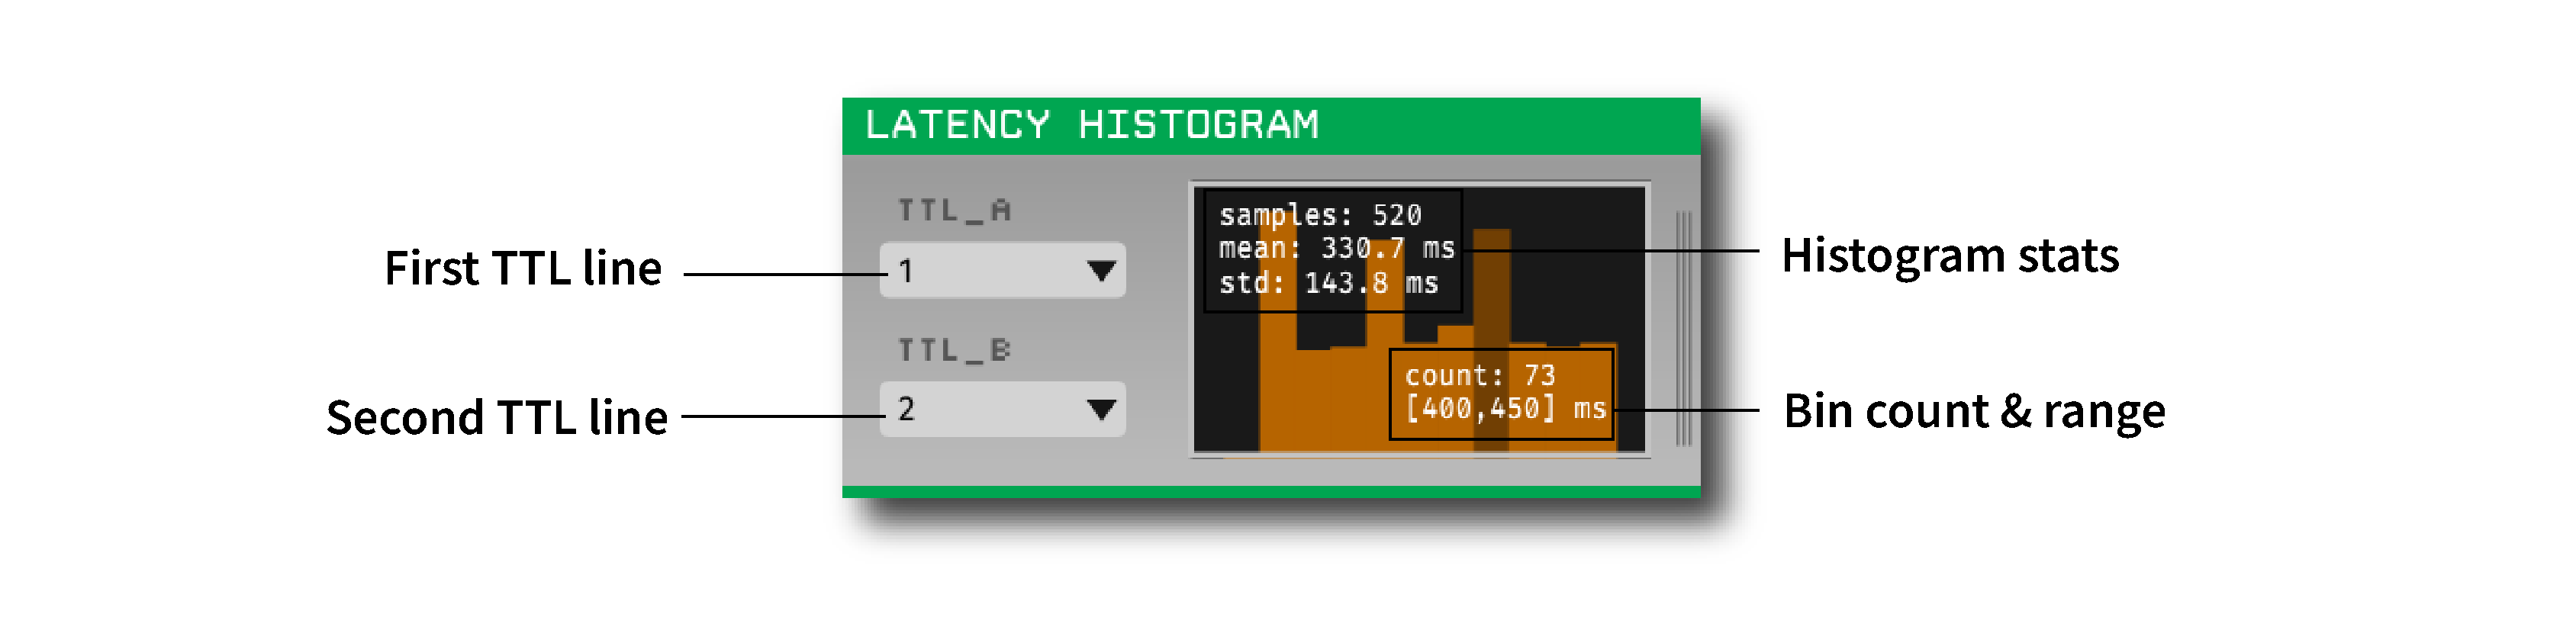 LATENCY HISTOGRAM
TTL_A
First TTL line
1
TTL_B
Second TTL line
2
samples: 520
mean: 330.7 ms
std: 143.8 ms
Histogram stats
count: 73
[400,450] ms
Bin count & range